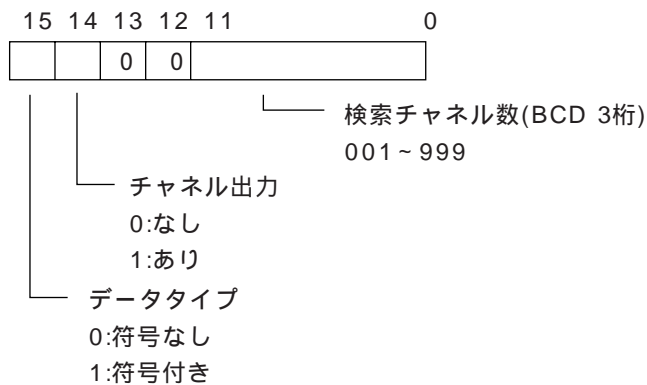 15 14 13 12 11 0
0 0
検索チャネル数(BCD 3桁)
001~999
チャネル出力
0:なし
1:あり
データタイプ
0:符号なし
1:符号付き